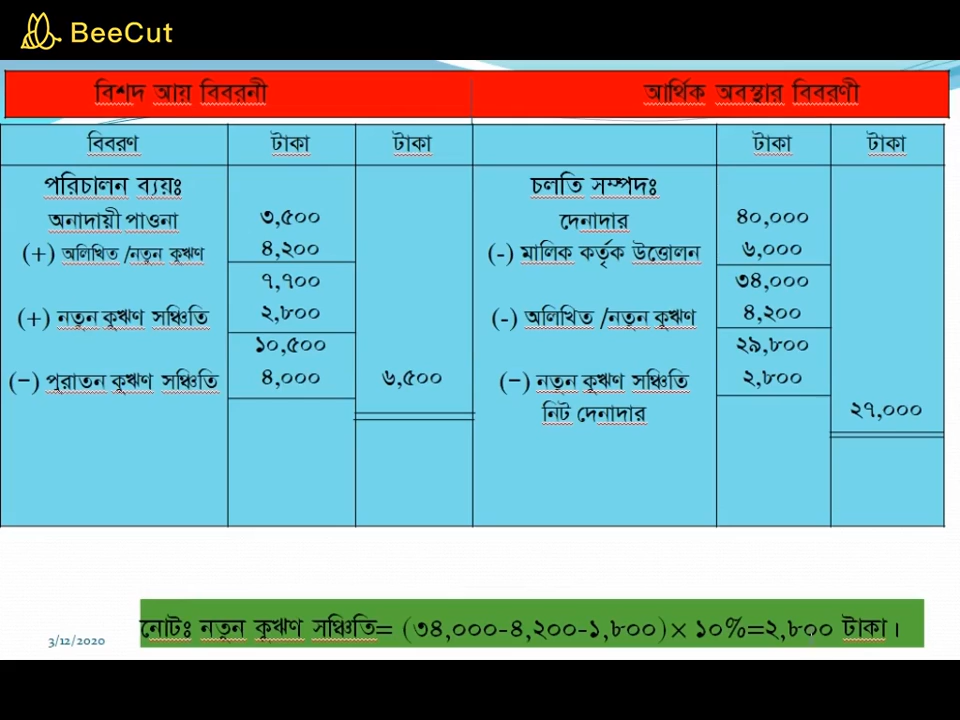 BeeCut
বিশদ আয় বিবরনী আর্থিক অবস্থার বিবরণী
বিবরণ টাকা টাকা টাকা টাকা
পরিচালন ব্যয়ঃ চলতি সম্পদঃ
অনাদায়ী পাওনা ৩,৫০০ দেনাদার ৪০,০০০
(+) অলিখিত /নতুন কুঋণ ৪,২০০ (-) মালিক কর্তৃক উত্তোলন ৬,০০০
৭,৭০০ ৩৪,০০০
(+) নতুন কুঋণ সঞ্চিতি ২,৮০০ (-) অলিখিত /নতুন কুঋণ ৪,২০০
১০,৫০০ ২৯,৮০০
(−) পুরাতন কুঋণ সঞ্চিতি ৪,০০০ ৬,৫০০ (−) নতুন কুঋণ সঞ্চিতি ২,৮০০
নিট দেনাদার ২৭,০০০
নোটঃ নতুন কুঋণ সঞ্চিতি= (৩৪,০০০-৪,২০০-১,৮০০)× ১০%=২,৮০০ টাকা।
3/12/2020